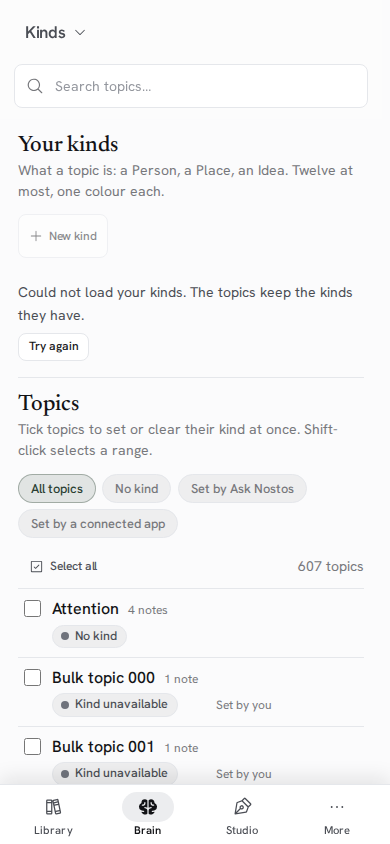 Kinds
Search topics...
Your kinds
What a topic is: a Person, a Place, an Idea. Twelve at
most, one colour each.
New kind
Could not load your kinds. The topics keep the kinds
they have.
Try again
Topics
Tick topics to set or clear their kind at once. Shift-
click selects a range.
All topics No kind Set by Ask Nostos
Set by a connected app
Select all 607 topics
Attention 4 notes
No kind
Bulk topic 000 1 note
Kind unavailable Set by you
Bulk topic 001 1 note
Kind unavailable Set by you
Library Brain Studio More